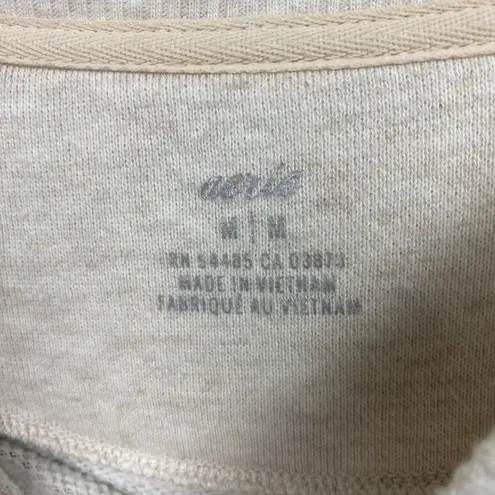 aerie
M | M
RN 54485 CA 03873
MADE IN VIETNAM
FABRIQUÉ AU VIETNAM